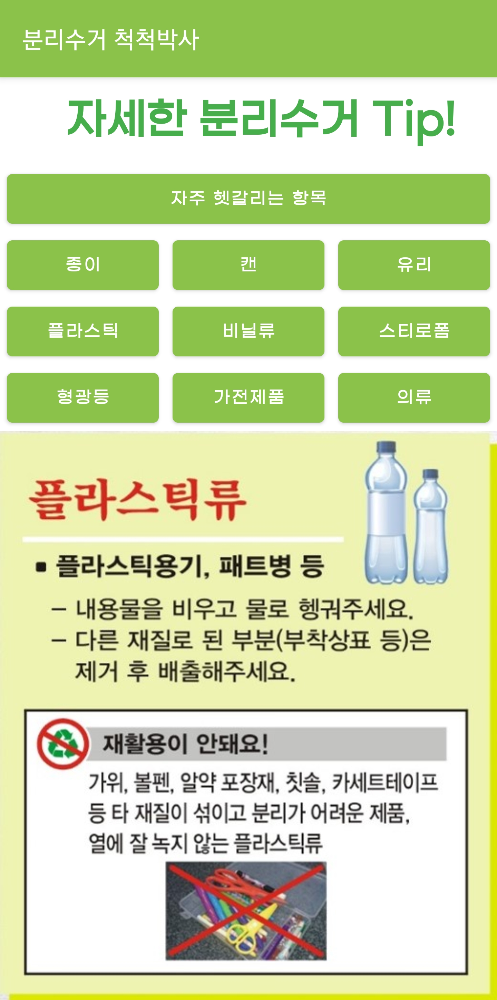 분리수거 척척박사
자세한 분리수거 Tip!
자주 헷갈리는 항목
종이
캔
유리
플라스틱
비닐류
스티로폼
형광등
가전제품
의류
플라스틱류
▪ 플라스틱용기, 패트병 등
– 내용물을 비우고 물로 헹궈주세요.
– 다른 재질로 된 부분(부착상표 등)은
제거 후 배출해주세요.
재활용이 안돼요!
가위, 볼펜, 알약 포장재, 칫솔, 카세트테이프
등 타 재질이 섞이고 분리가 어려운 제품,
열에 잘 녹지 않는 플라스틱류